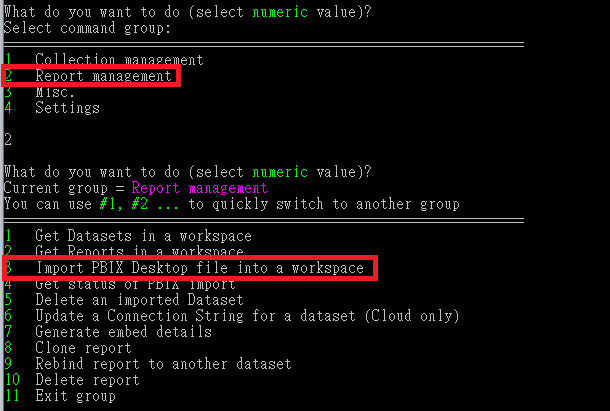 What do you want to do (select numeric value)?
Select command group:
1 Collection management
2 Report management
3 Misc.
4 Settings
2
What do you want to do (select numeric value)?
Current group = Report management
You can use #1, #2 ... to quickly switch to another group
1 Get Datasets in a workspace
2 Get Reports in a workspace
3 Import PBIX Desktop file into a workspace
4 Get status of PBIX import
5 Delete an imported Dataset
6 Update a Connection String for a dataset (Cloud only)
7 Generate embed details
8 Clone report
9 Rebind report to another dataset
10 Delete report
11 Exit group